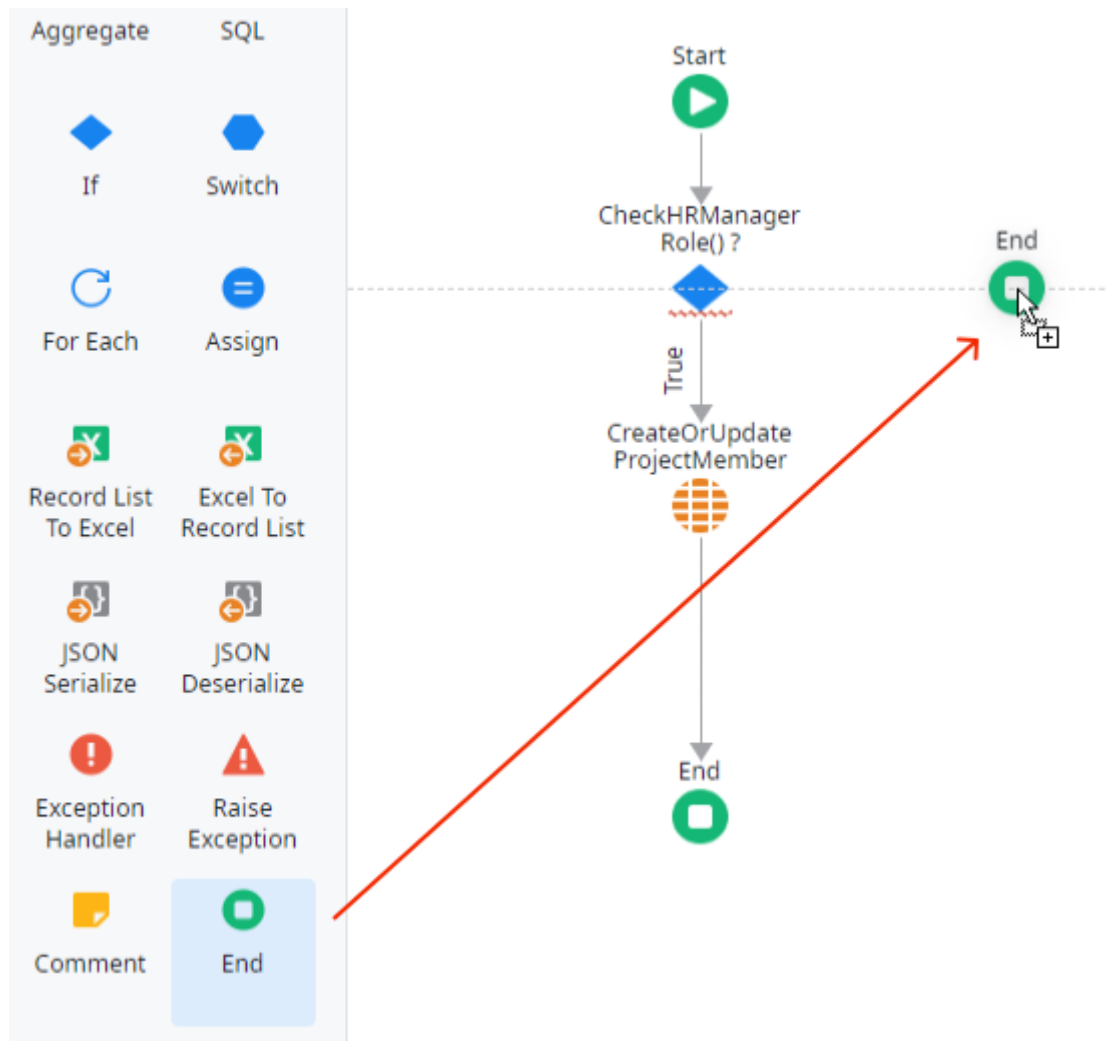 Aggregate
SQL
If
Switch
For Each
Assign
Record List
To Excel
Excel To
Record List
JSON
Serialize
JSON
Deserialize
Exception
Handler
Raise
Exception
Comment
End
Start
CheckHRManager
Role() ?
End
True
CreateOrUpdate
ProjectMember
End